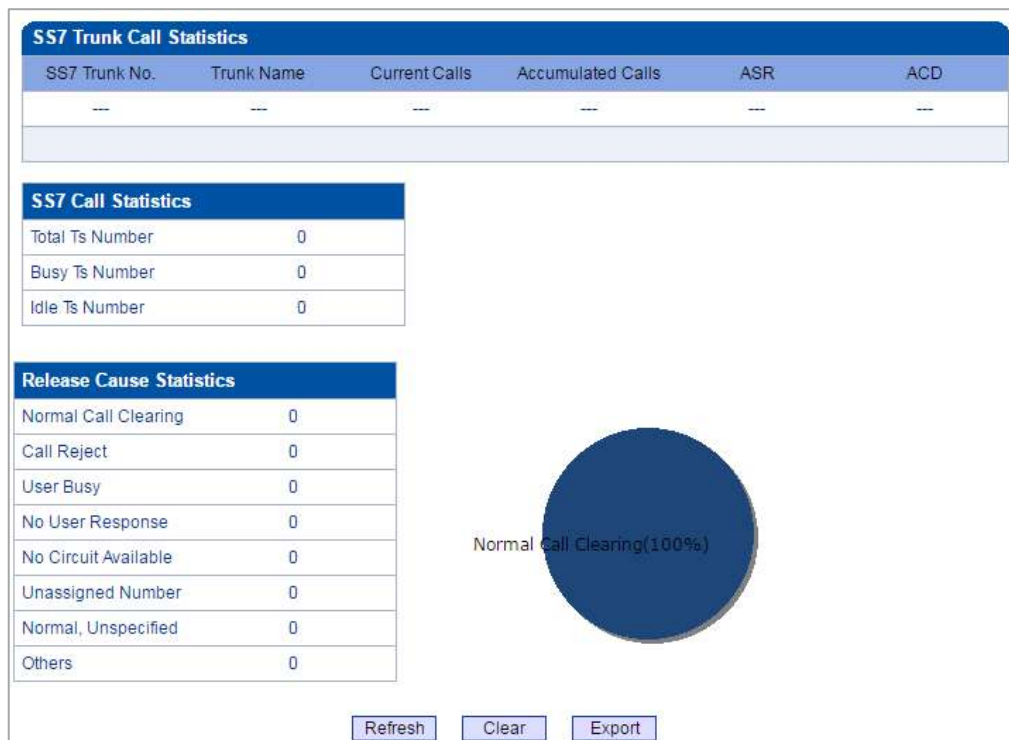 SS7 Trunk Call Statistics
SS7 Trunk No. Trunk Name Current Calls Accumulated Calls ASR ACD
--- --- --- --- --- ---
SS7 Call Statistics
Total Ts Number 0
Busy Ts Number 0
Idle Ts Number 0
Release Cause Statistics
Normal Call Clearing 0
Call Reject 0
User Busy 0
No User Response 0
No Circuit Available 0
Unassigned Number 0
Normal, Unspecified 0
Others 0
Normal Call Clearing(100%)
Refresh Clear Export